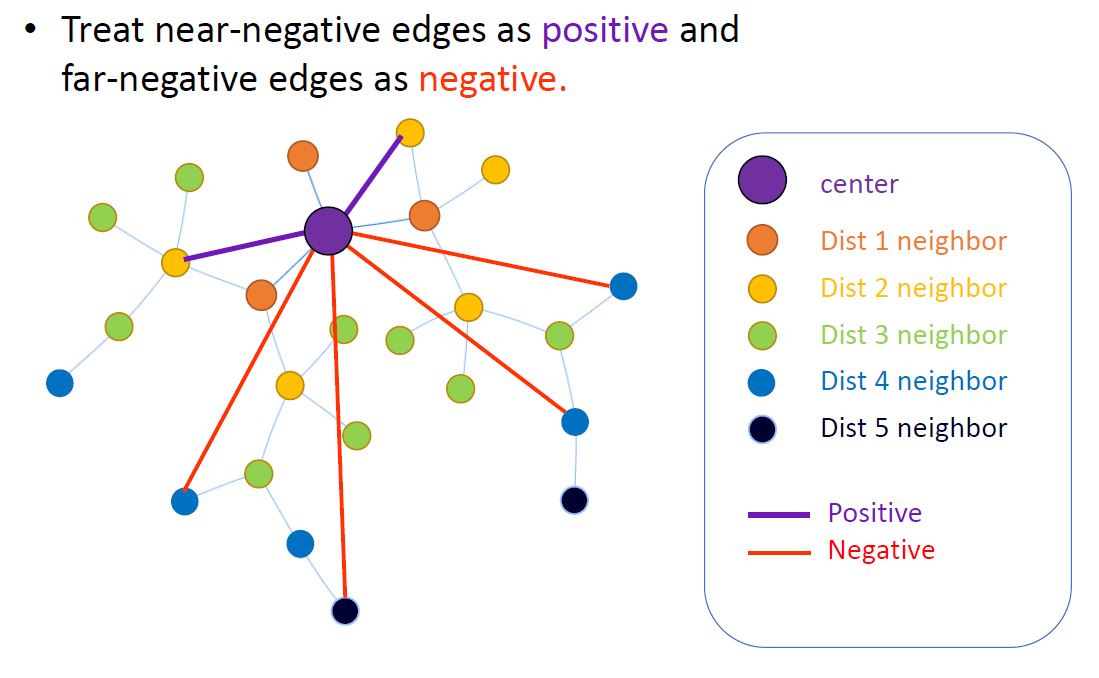 • Treat near-negative edges as positive and
far-negative edges as negative.
center
Dist 1 neighbor
Dist 2 neighbor
Dist 3 neighbor
Dist 4 neighbor
Dist 5 neighbor
Positive
Negative